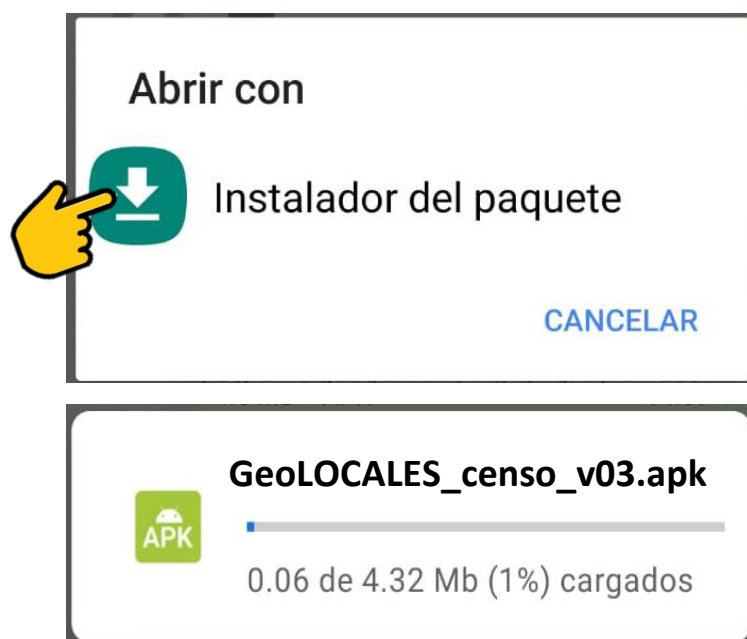 Abrir con
Instalador del paquete
CANCELAR
GeoLOCALES_censo_v03.apk
APK
0.06 de 4.32 Mb (1%) cargados